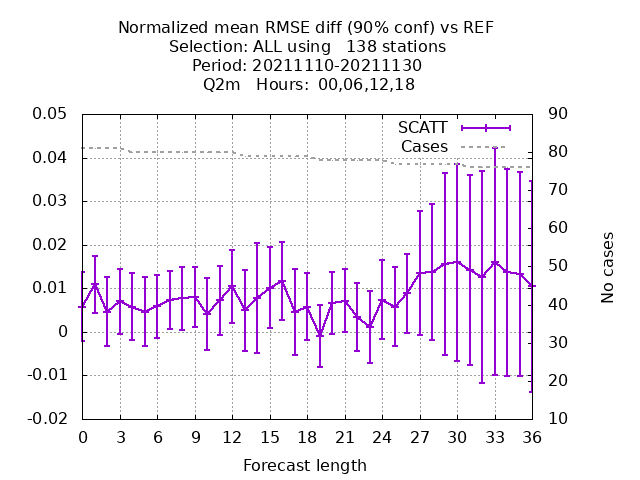 Normalized mean RMSE diff (90% conf) vs REF
Selection: ALL using   138 stations
Period: 20211110-20211130
Q2m   Hours:  00,06,12,18
SCATT
Cases
0.05
0.04
0.03
0.02
0.01
0
-0.01
-0.02
90
80
70
60
50
40
30
20
10
No cases
0 3 6 9 12 15 18 21 24 27 30 33 36
Forecast length